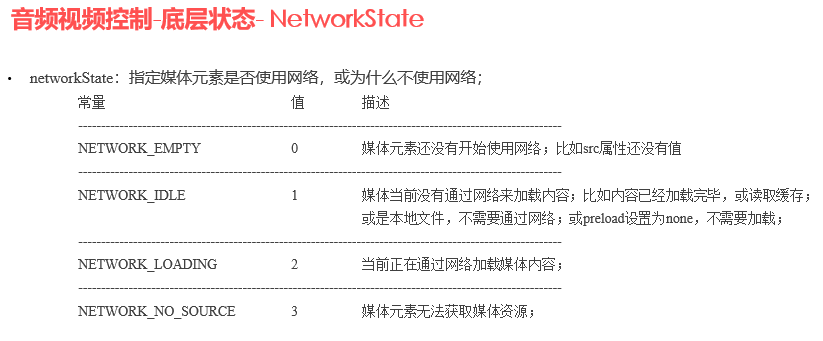 音频视频控制-底层状态- NetworkState
• networkState：指定媒体元素是否使用网络，或为什么不使用网络；
常量 值 描述
NETWORK_EMPTY 0 媒体元素还没有开始使用网络；比如src属性还没有值
NETWORK_IDLE 1 媒体当前没有通过网络来加载内容；比如内容已经加载完毕，或读取缓存；
或是本地文件，不需要通过网络；或preload设置为none，不需要加载；
NETWORK_LOADING 2 当前正在通过网络加载媒体内容；
NETWORK_NO_SOURCE 3 媒体元素无法获取媒体资源；